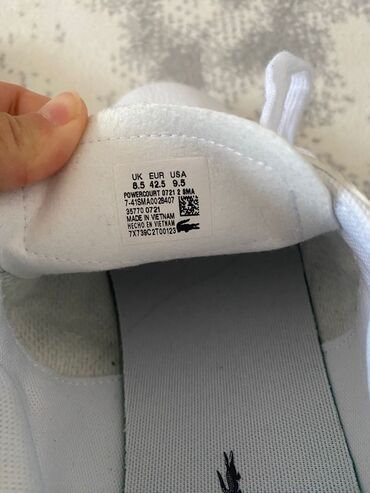 UK EUR USA
8.5 42.5 9.5
POWERCOURT 0721 2 SMA
7-41SMA0028407
35770 0721
MADE IN VIETNAM
HECHO EN VIETNAM
7X739C2T00123